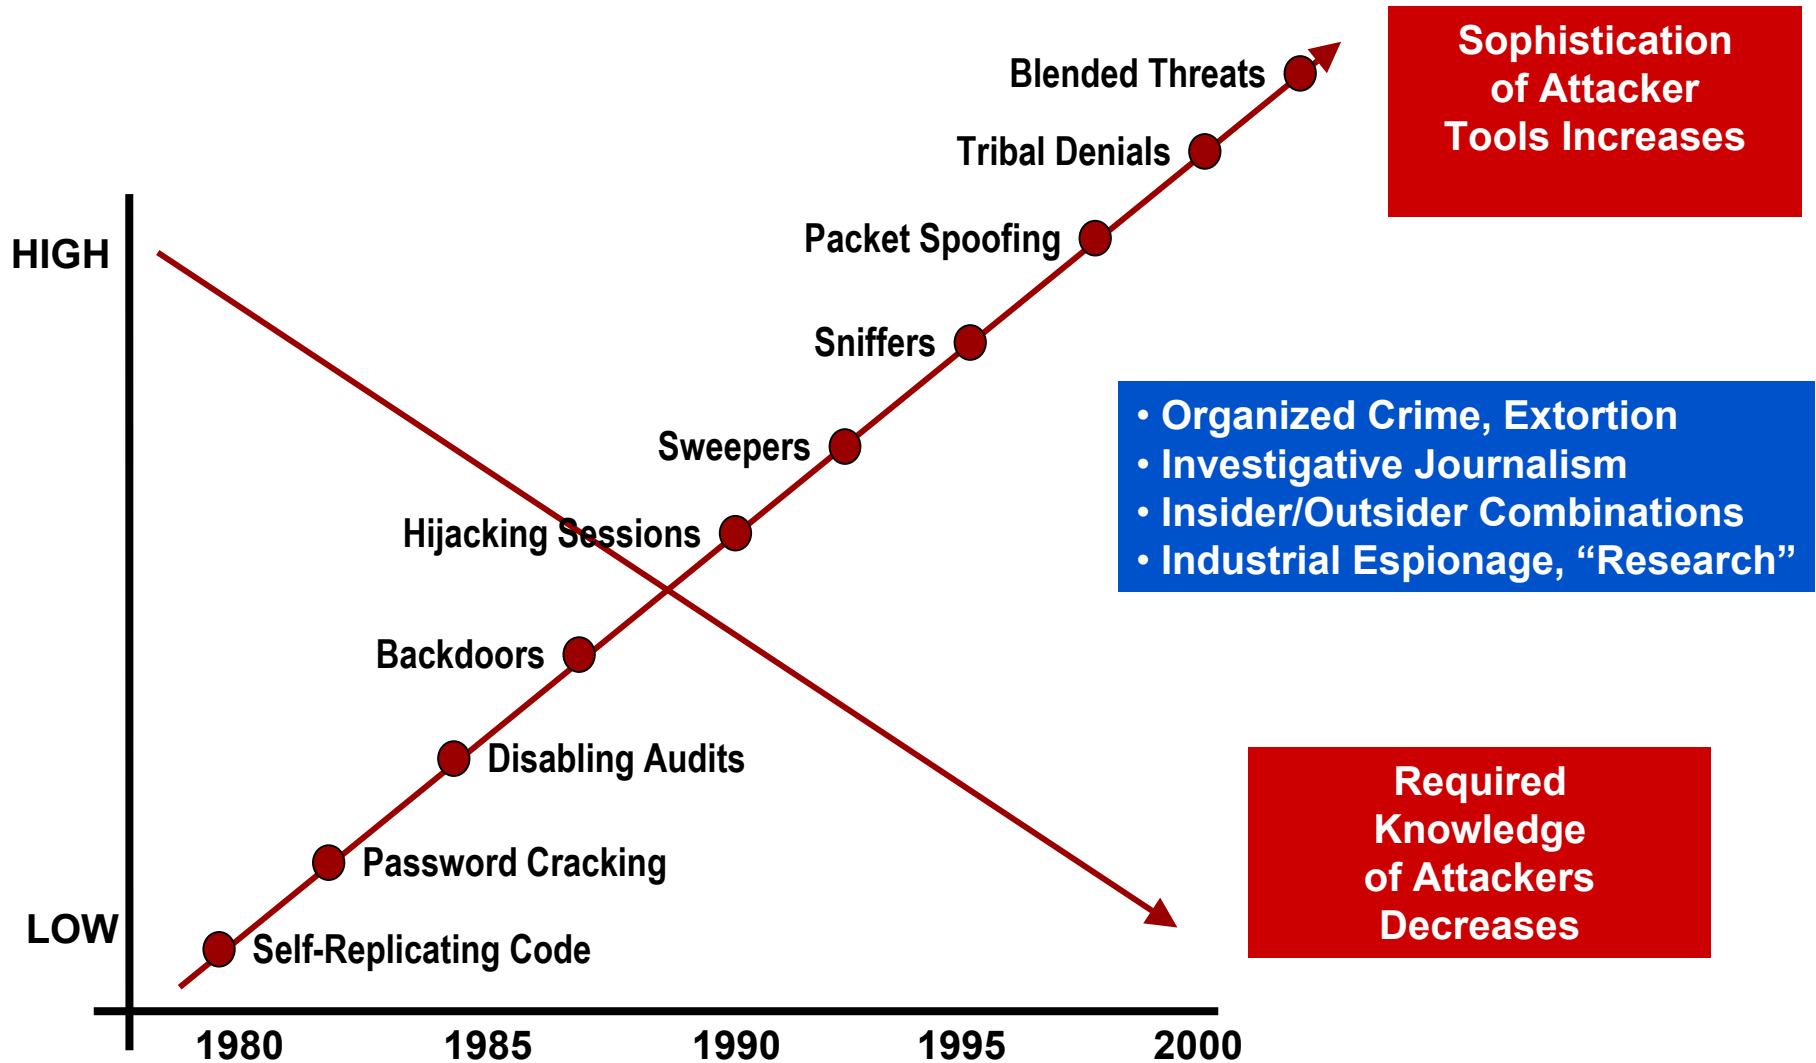 Sophistication
of Attacker
Tools Increases
Blended Threats
Tribal Denials
Packet Spoofing
HIGH
Sniffers
• Organized Crime, Extortion
• Investigative Journalism
• Insider/Outsider Combinations
• Industrial Espionage, “Research”
Sweepers
Hijacking Sessions
Backdoors
Disabling Audits
Required
Knowledge
of Attackers
Decreases
Password Cracking
LOW
Self-Replicating Code
1980 1985 1990 1995 2000